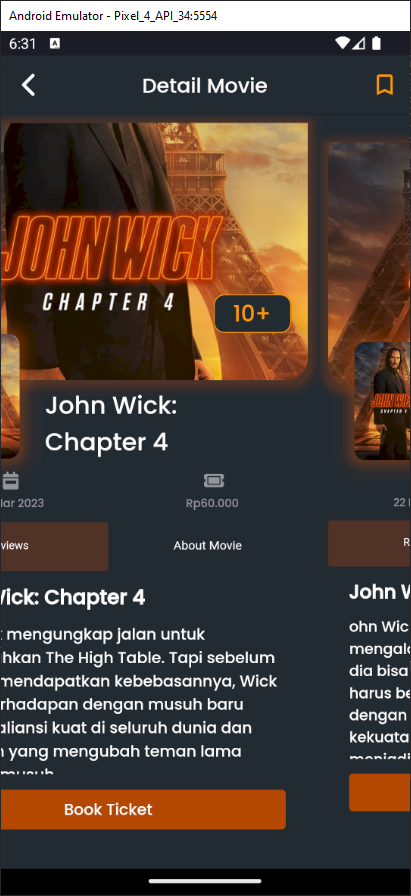 Android Emulator - Pixel_4_API_34:5554
6:31
A
Detail Movie
JOHN WICK
CHAPTER 4
10+
John Wick:
Chapter 4
Mar 2023
Rp60.000
22
views
About Movie
R
Wick: Chapter 4
John W
mengungkap jalan untuk
hkan The High Table. Tapi sebelum
mendapatkan kebebasannya, Wick
rhadapan dengan musuh baru
aliansi kuat di seluruh dunia dan
n yang mengubah teman lama
musuh
ohn Wic
mengala
dia bisa
harus be
dengan
kekuata
menjadi
Book Ticket